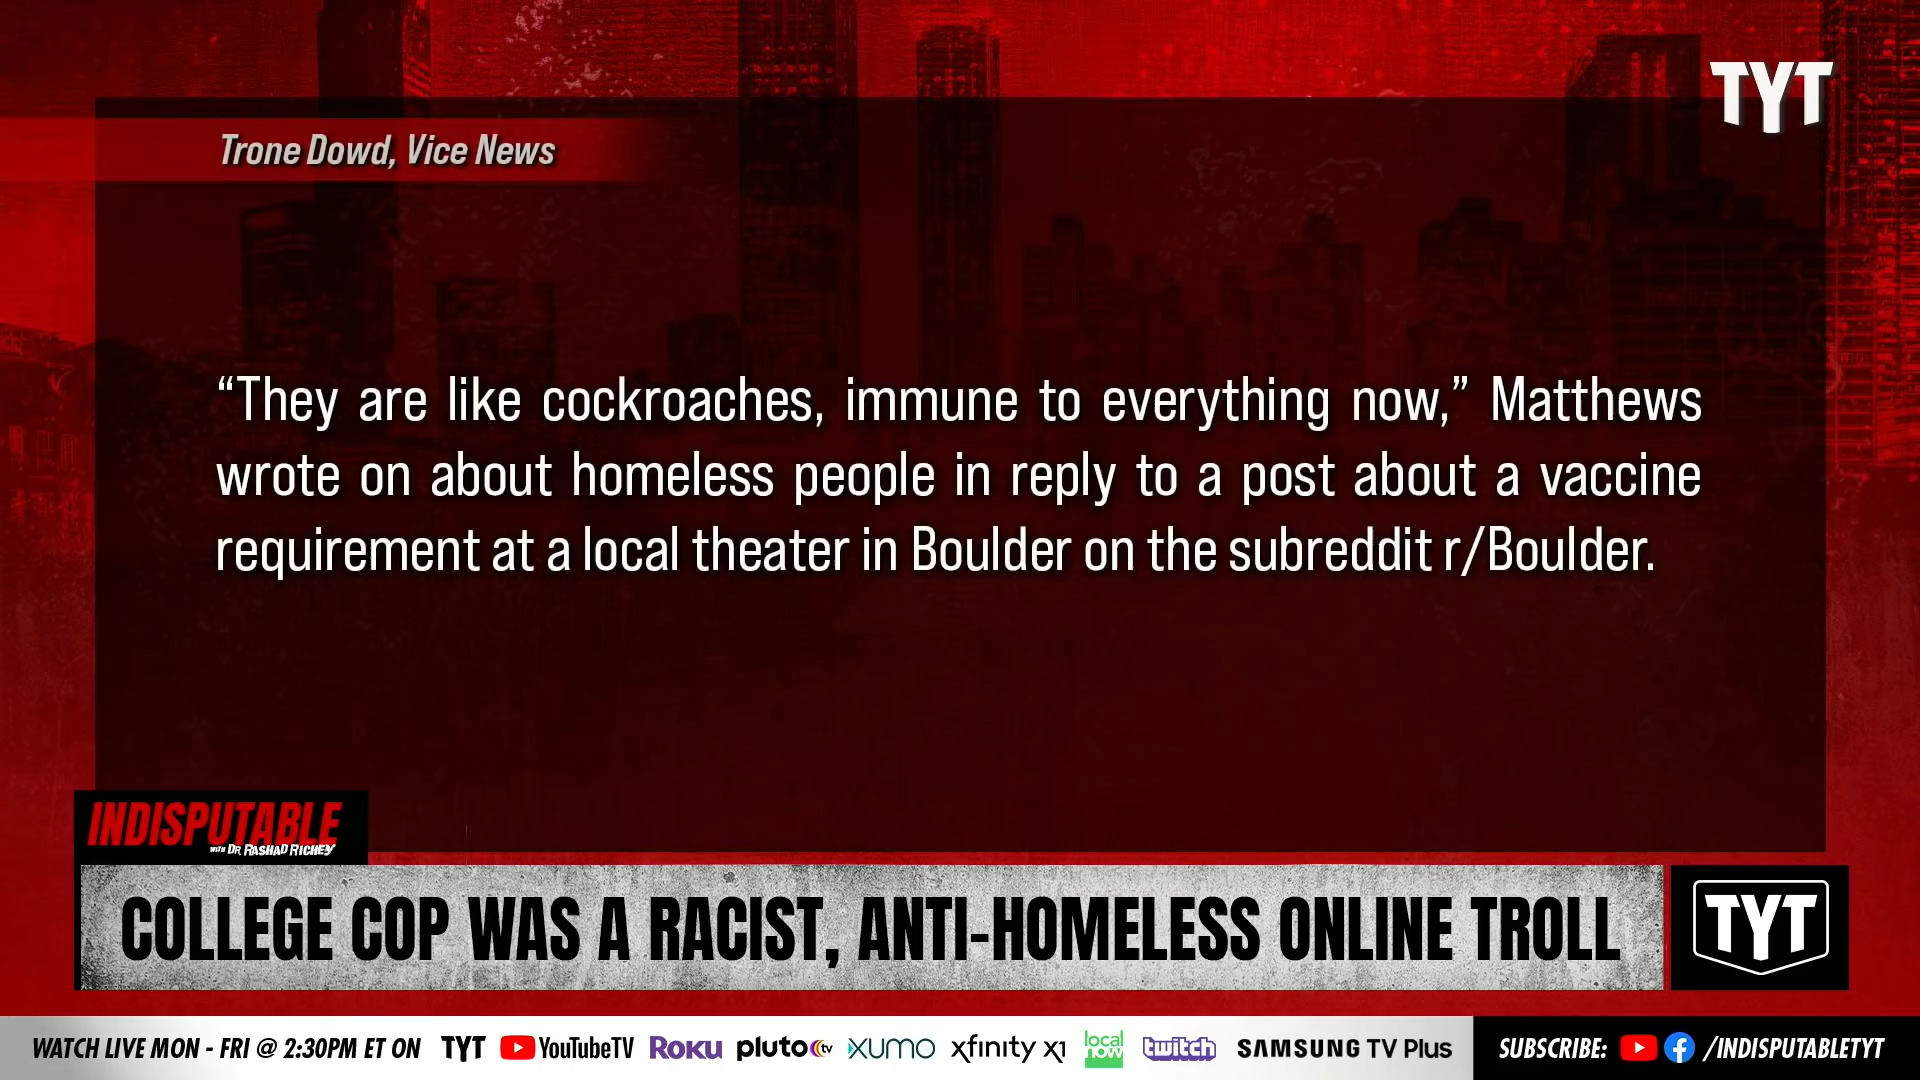 TYT
Trone Dowd, Vice News
“They are like cockroaches, immune to everything now,” Matthews
wrote on about homeless people in reply to a post about a vaccine
requirement at a local theater in Boulder on the subreddit r/Boulder.
INDISPUTABLE
WITH DR RASHAD RICHEY
COLLEGE COP WAS A RACIST, ANTI-HOMELESS ONLINE TROLL
TYT
WATCH LIVE MON - FRI @ 2:30PM ET ON TYT YouTubeTV ROKU pluto tv XUMO xfinity x1 local now twitch SAMSUNG TV Plus SUBSCRIBE: /INDISPUTABLETYT